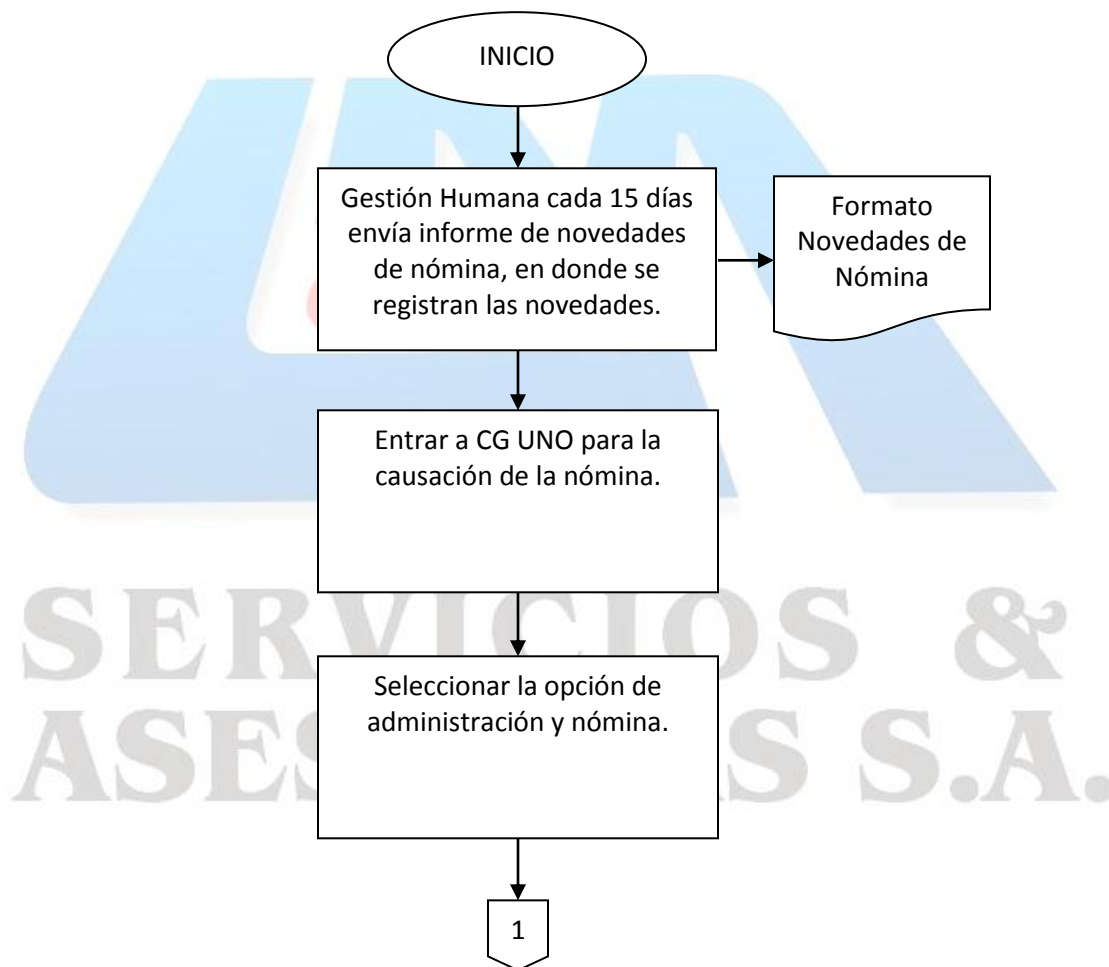 INICIO
Gestión Humana cada 15 días
envía informe de novedades
de nómina, en donde se
registran las novedades.
Formato
Novedades de
Nómina
Entrar a CG UNO para la
causación de la nómina.
SERVICIOS &
Seleccionar la opción de
administración y nómina.
S.A.
1